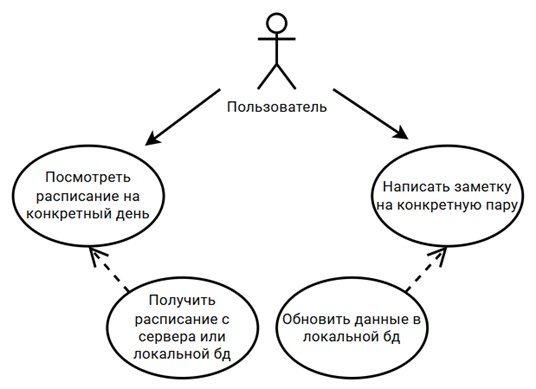 Пользователь
Посмотреть
расписание на
конкретный день
Написать заметку
на конкретную пару
Получить
расписание с
сервера или
локальной бд
Обновить данные в
локальной бд